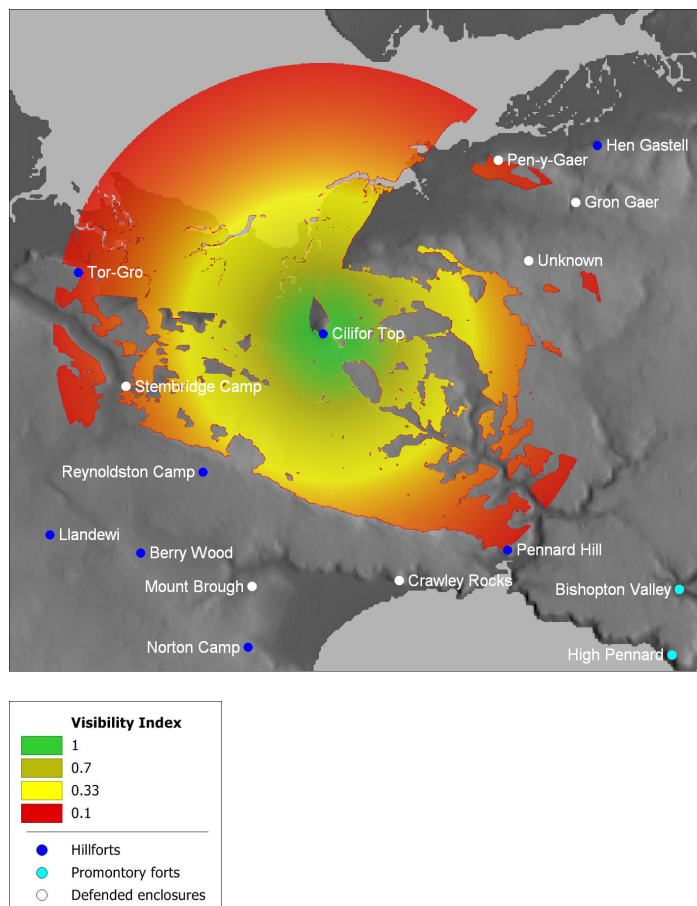 Hen Gastell
Pen-y-Gaer
Gron Gaer
Unknown
Tor-Gro
Cilifor Top
Stembridge Camp
Reynoldston Camp
Llandewi
Berry Wood
Pennard Hill
Mount Brough
Crawley Rocks
Bishopton Valley
Norton Camp
High Pennard
Visibility Index
1
0.7
0.33
0.1
Hillforts
Promontory forts
Defended enclosures